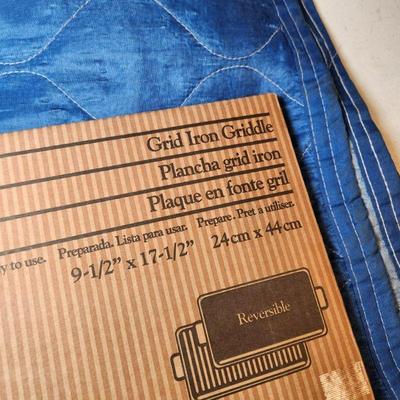 Grid Iron Griddle
Plancha grid iron
Plaque en fonte gril
to use. Preparada. Lista para usar. Prepare. Pret a utiliser.
9-1/2” x 17-1/2” 24cm x 44cm
Reversible